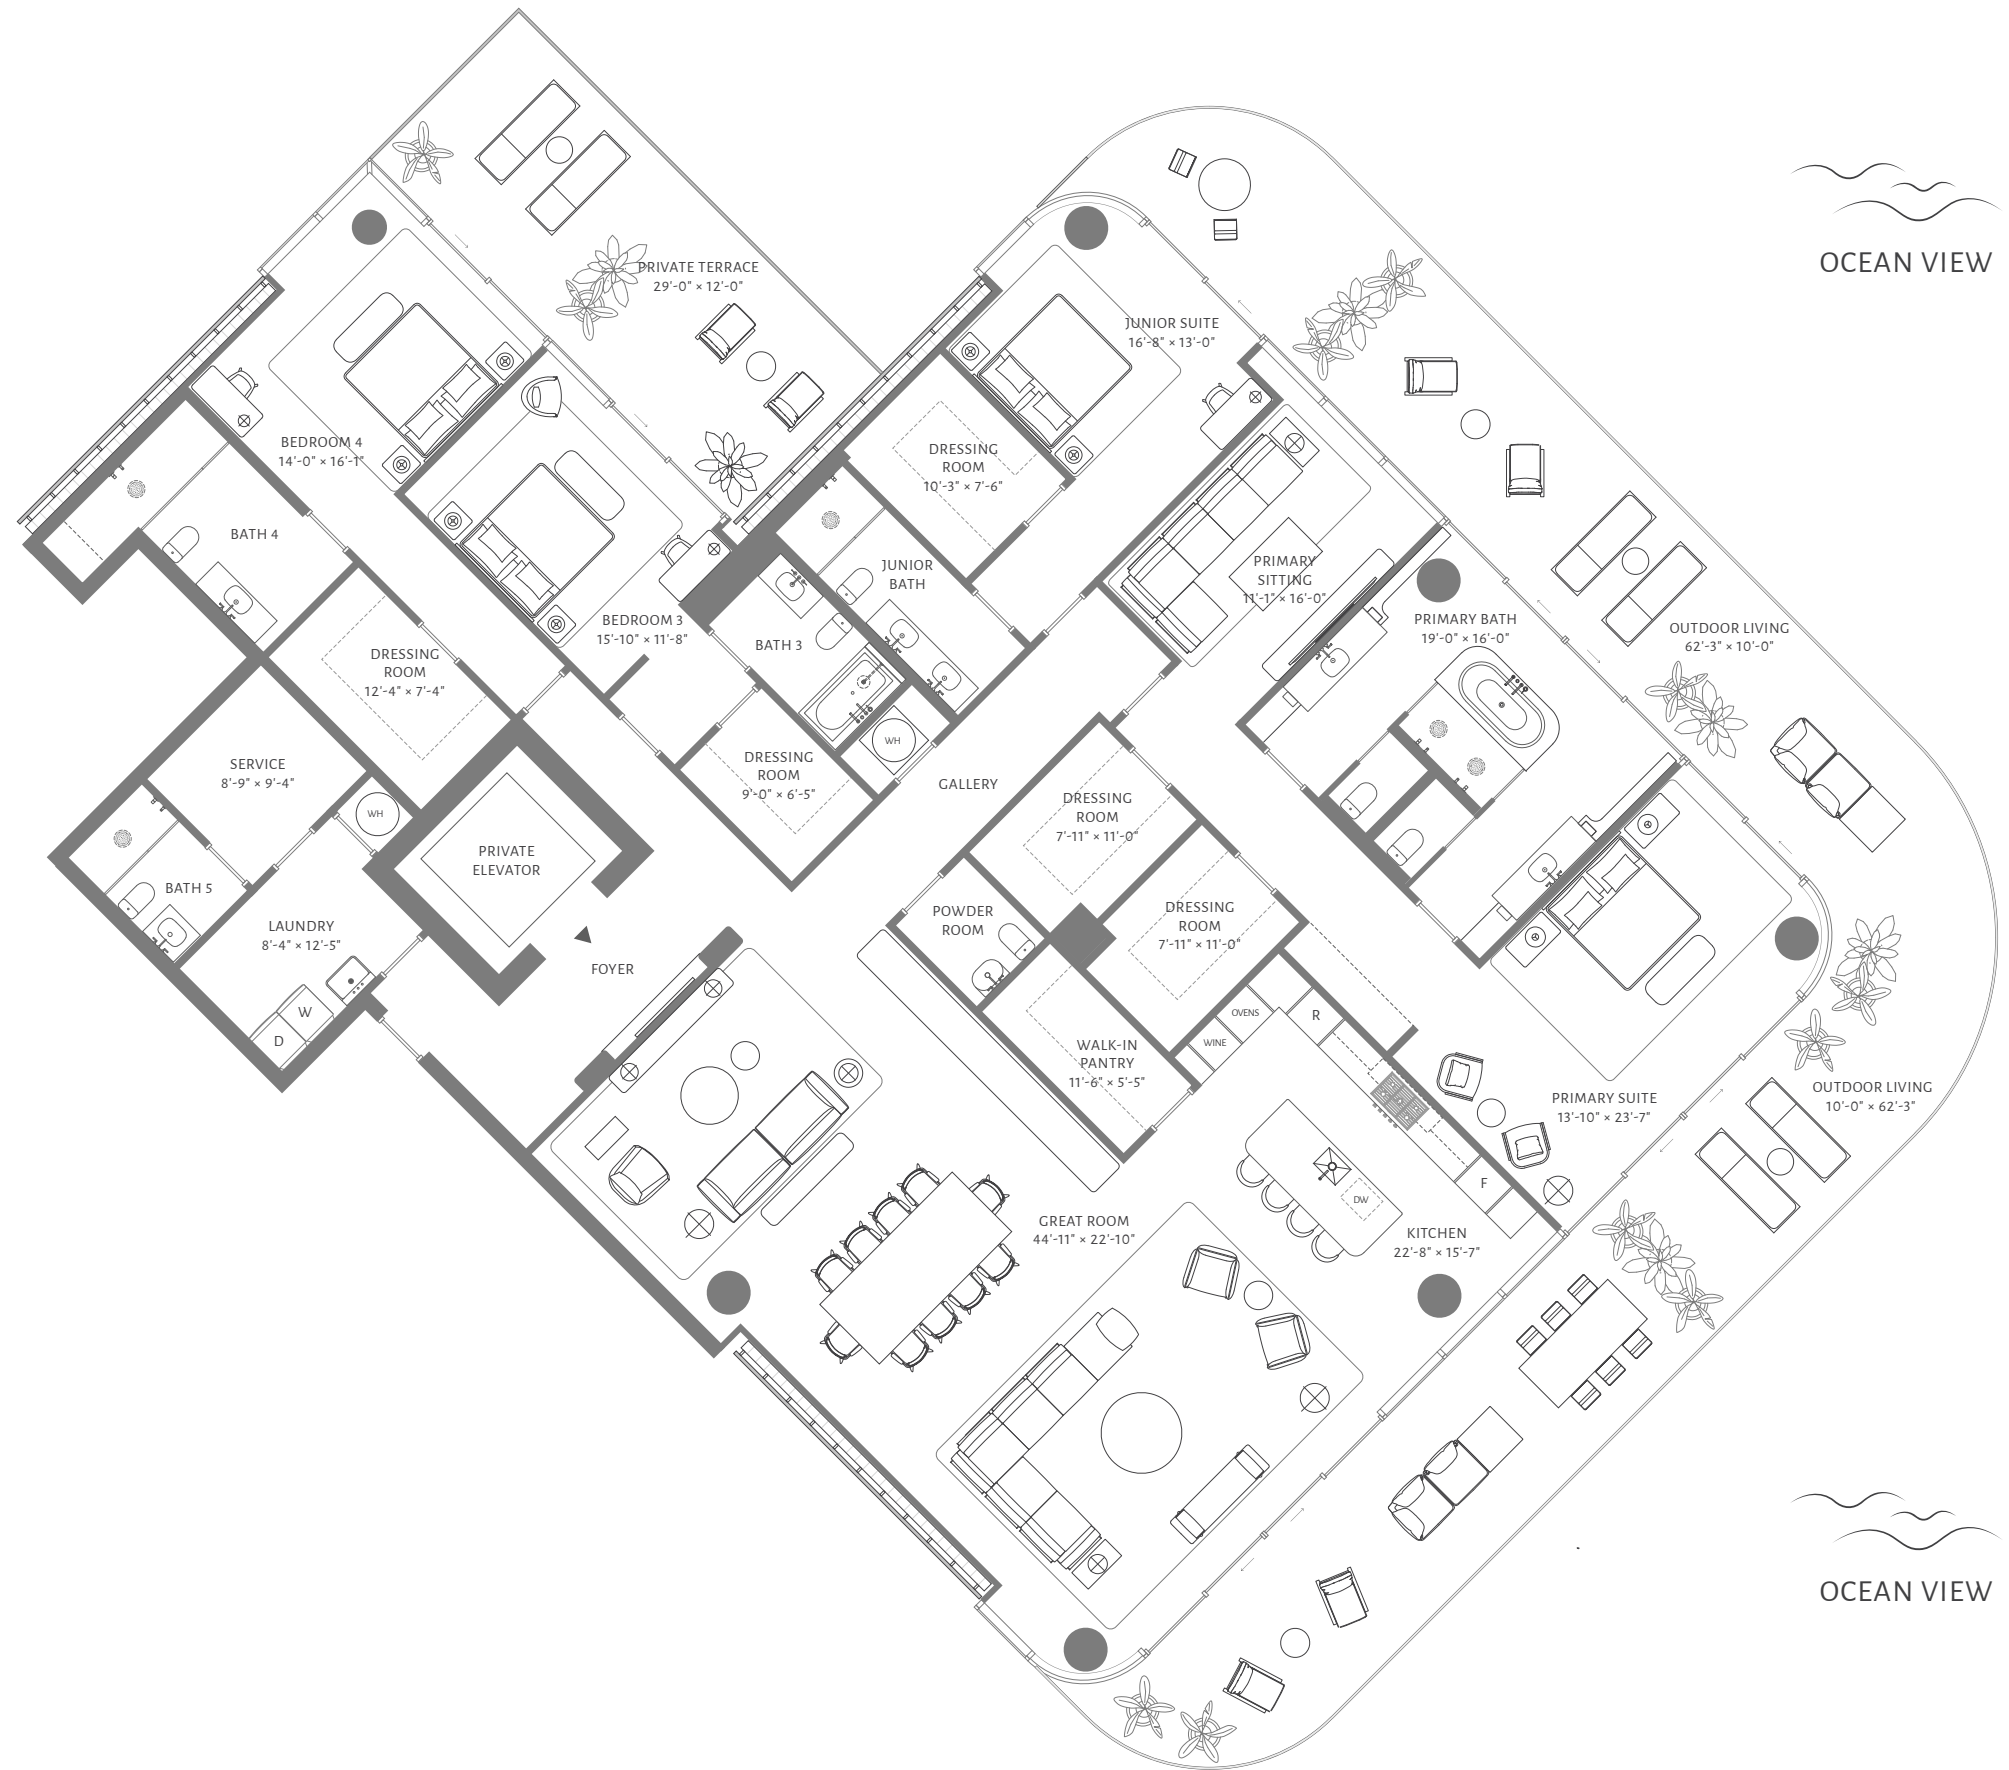 OCEAN VIEW
PRIVATE TERRACE
29'-0" × 12'-0"
JUNIOR SUITE
16'-8" × 13'-0"
BEDROOM 4
14'-0" × 16'-1"
DRESSING
ROOM
10'-3" × 7'-6"
BATH 4
JUNIOR
BATH
PRIMARY
SITTING
11'-1" × 16'-0"
BEDROOM 3
15'-10" × 11'-8"
BATH 3
PRIMARY BATH
19'-0" × 16'-0"
OUTDOOR LIVING
62'-3" × 10'-0"
DRESSING
ROOM
12'-4" × 7'-4"
WH
SERVICE
8'-9" × 9'-4"
DRESSING
ROOM
9'-0" × 6'-5"
GALLERY
DRESSING
ROOM
7'-11" × 11'-0"
WH
PRIVATE
ELEVATOR
BATH 5
LAUNDRY
8'-4" × 12'-5"
POWDER
ROOM
DRESSING
ROOM
7'-11" × 11'-0"
FOYER
W
D
OVENS
R
WINE
WALK-IN
PANTRY
11'-6" × 5'-5"
PRIMARY SUITE
13'-10" × 23'-7"
OUTDOOR LIVING
10'-0" × 62'-3"
F
DW
GREAT ROOM
44'-11" × 22'-10"
KITCHEN
22'-8" × 15'-7"
OCEAN VIEW